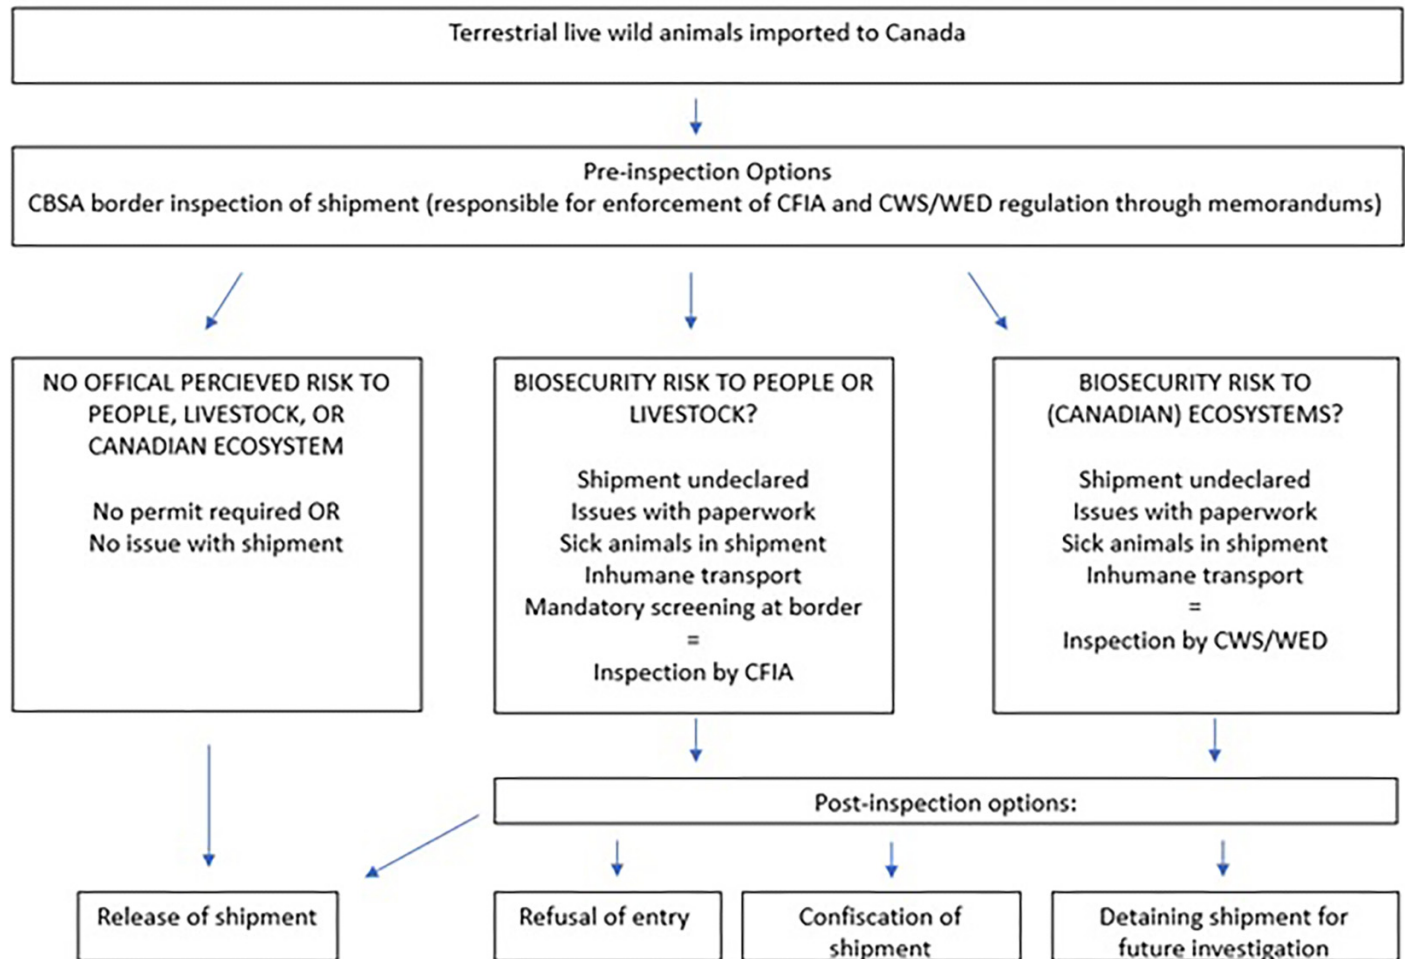 Terrestrial live wild animals imported to Canada
Pre-inspection Options
CBSA border inspection of shipment (responsible for enforcement of CFIA and CWS/WED regulation through memorandums)
NO OFFICAL PERCIEVED RISK TO
PEOPLE, LIVESTOCK, OR
CANADIAN ECOSYSTEM
No permit required OR
No issue with shipment
BIOSECURITY RISK TO PEOPLE OR
LIVESTOCK?
Shipment undeclared
Issues with paperwork
Sick animals in shipment
Inhumane transport
Mandatory screening at border
=
Inspection by CFIA
BIOSECURITY RISK TO
(CANADIAN) ECOSYSTEMS?
Shipment undeclared
Issues with paperwork
Sick animals in shipment
Inhumane transport
=
Inspection by CWS/WED
Post-inspection options:
Release of shipment
Refusal of entry
Confiscation of
shipment
Detaining shipment for
future investigation